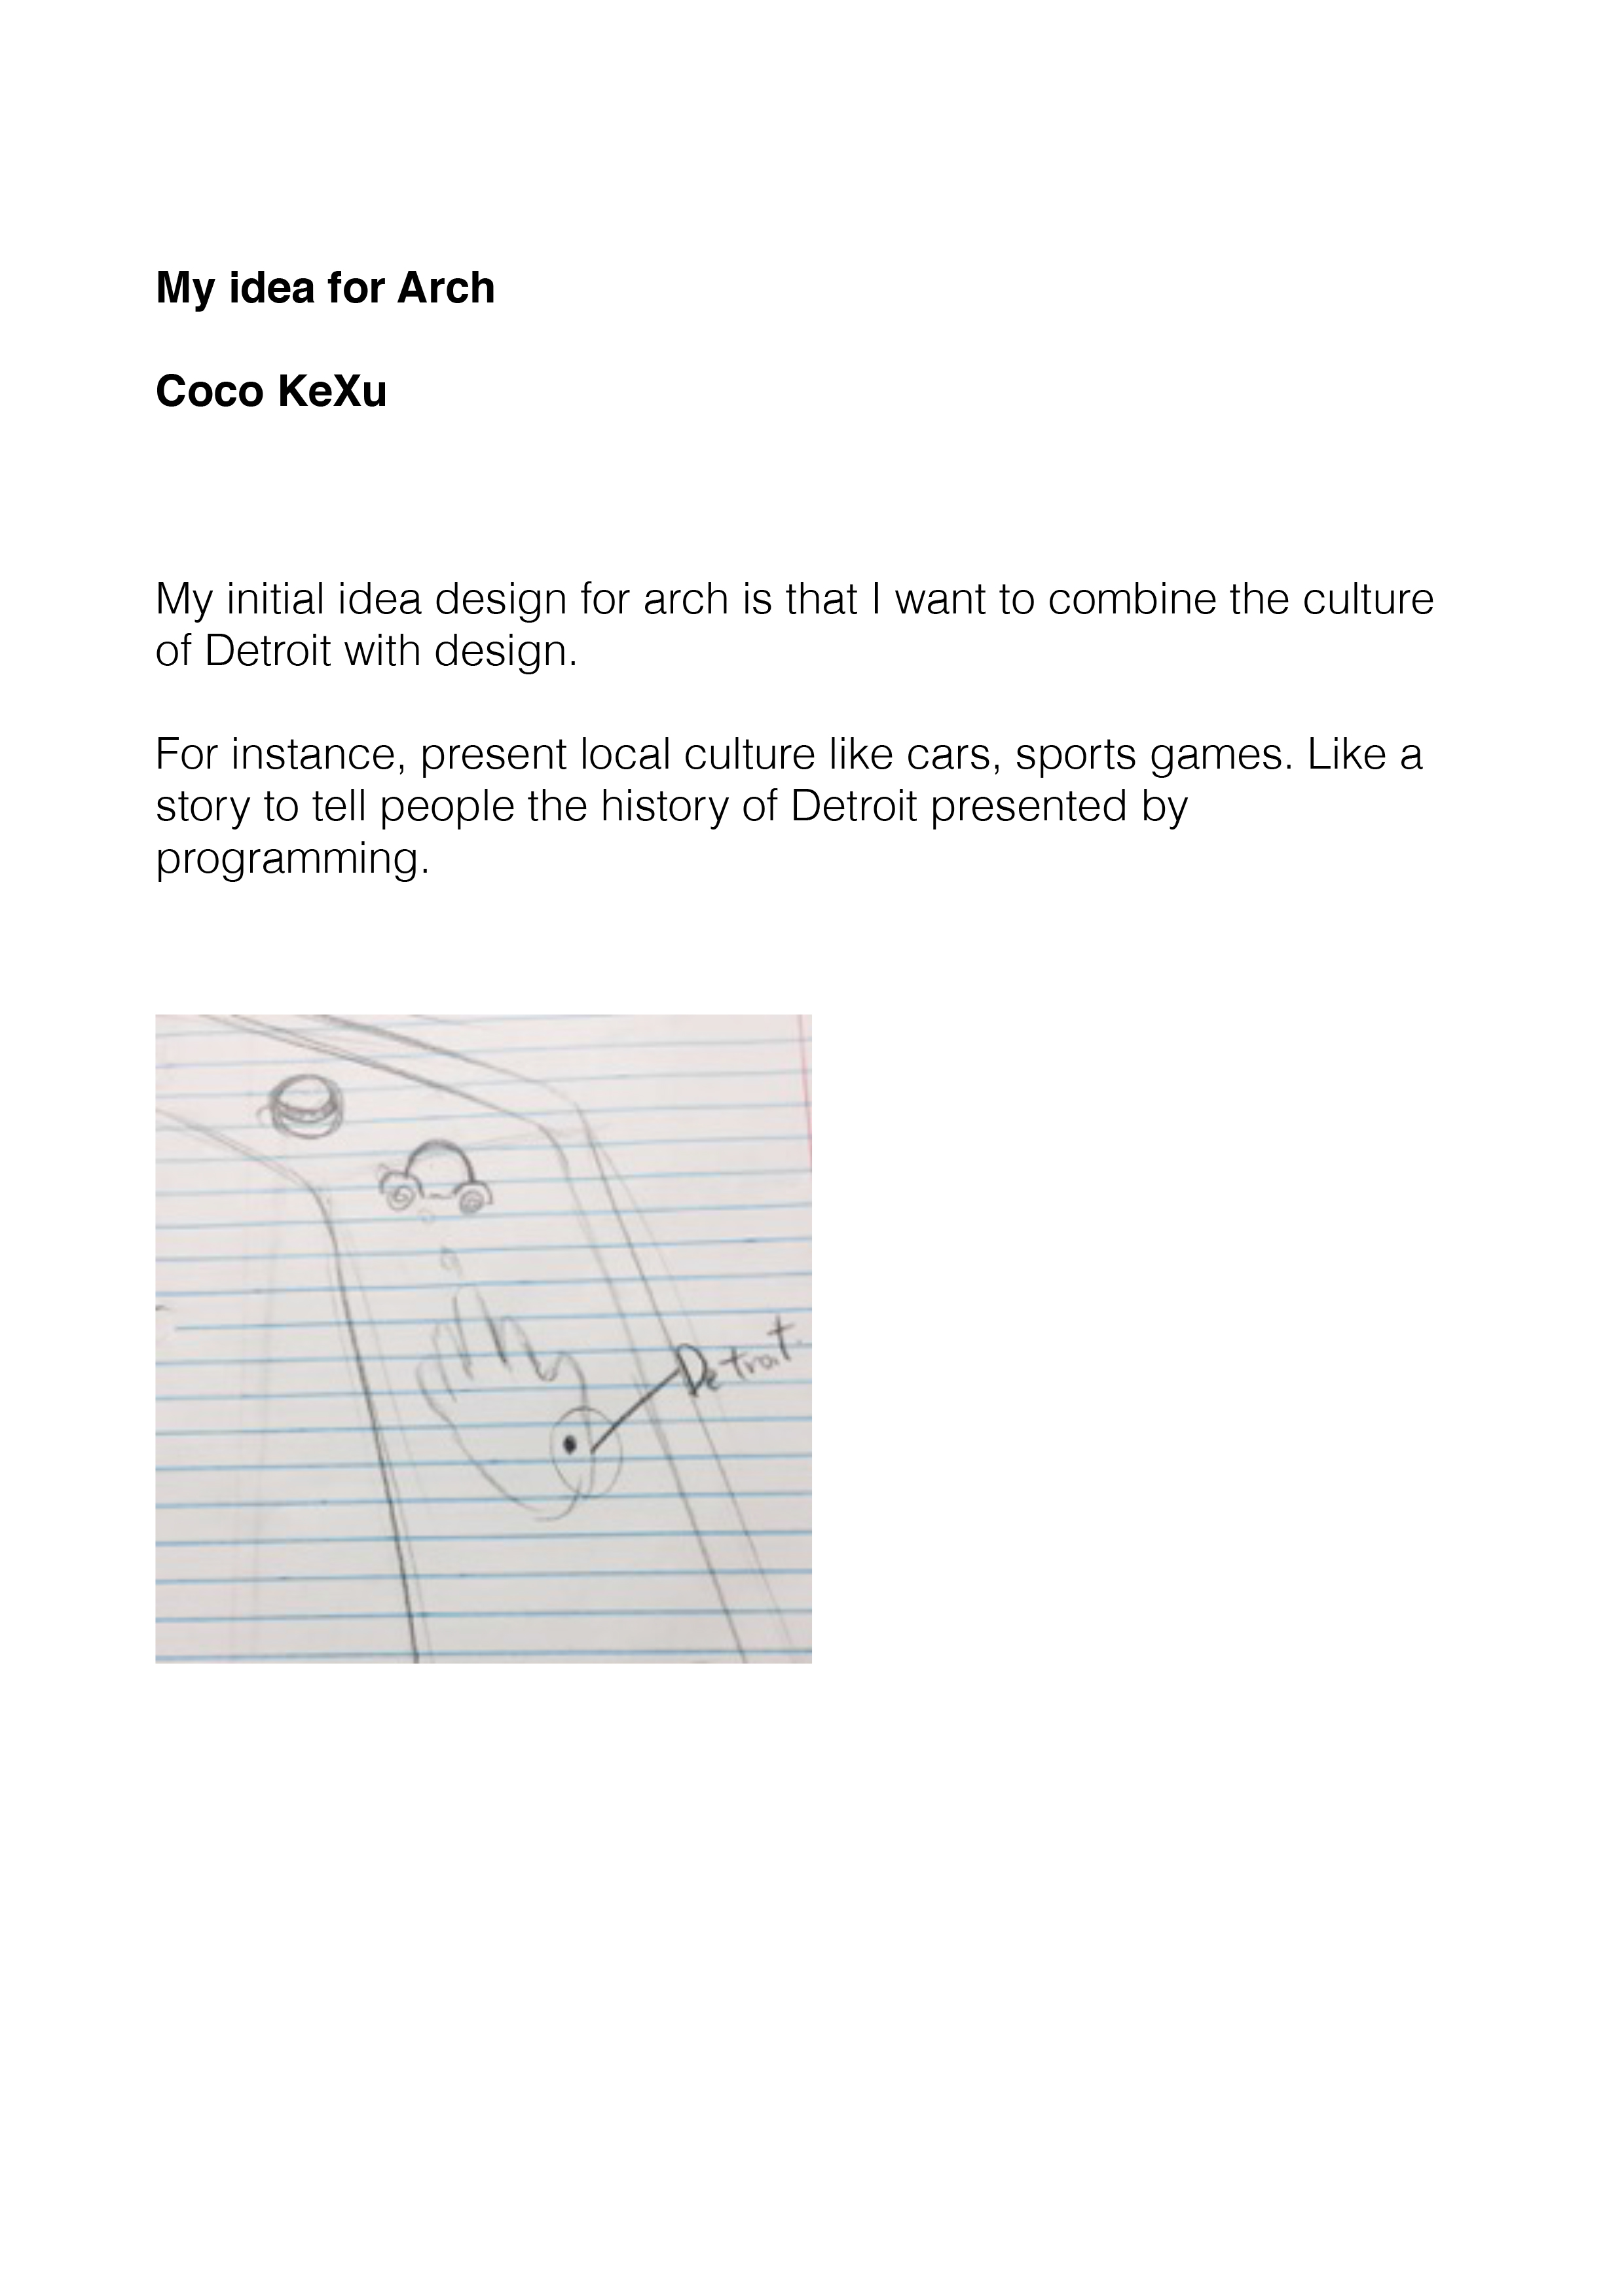 My idea for Arch
Coco KeXu
My initial idea design for arch is that I want to combine the culture
of Detroit with design.
For instance, present local culture like cars, sports games. Like a
story to tell people the history of Detroit presented by
programming.
Detroit.